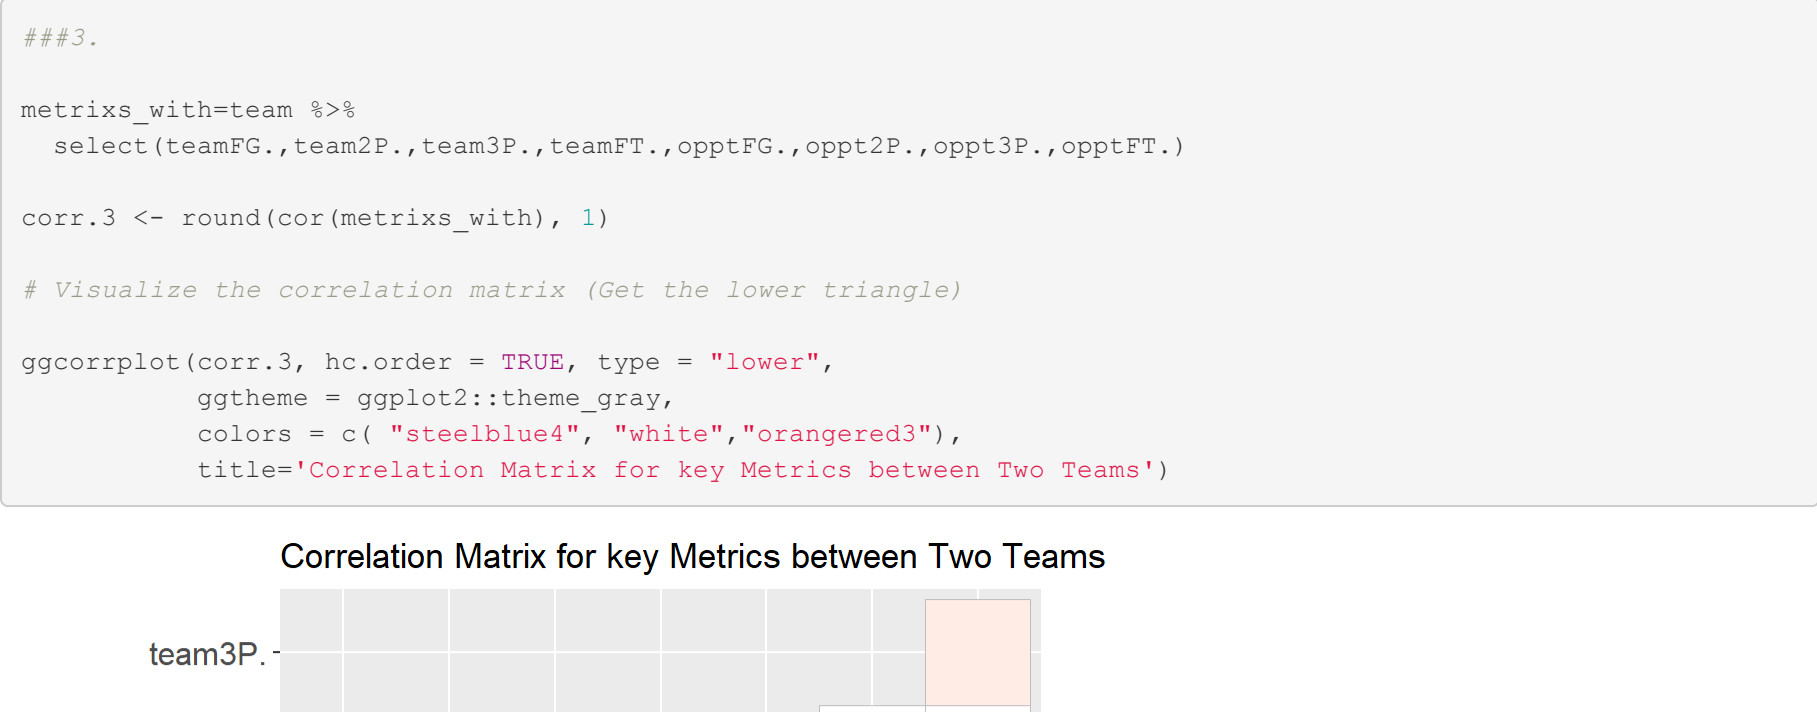 ###3.
metrixs_with=team %>%
  select(teamFG.,team2P.,team3P.,teamFT.,opptFG.,oppt2P.,oppt3P.,opptFT.)
corr.3 <- round(cor(metrixs_with), 1)
# Visualize the correlation matrix (Get the lower triangle)
ggcorrplot(corr.3, hc.order = TRUE, type = "lower",
           ggtheme = ggplot2::theme_gray,
           colors = c( "steelblue4", "white","orangered3"),
           title='Correlation Matrix for key Metrics between Two Teams')
Correlation Matrix for key Metrics between Two Teams
team3P.